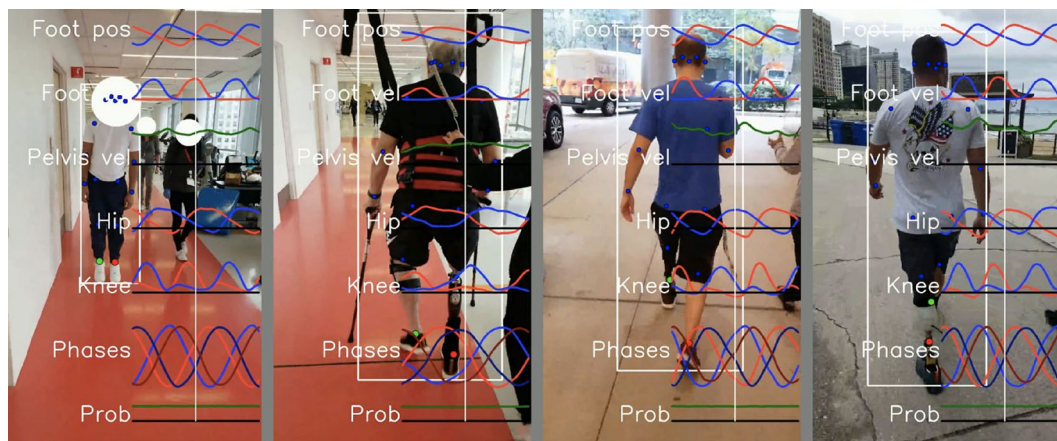 Foot pos
Foot
Pelvis vel
Hip
Knee
Phases
Prob
Foot pos
Foot vel
Pelvis vel
Hip
Knee
Phases
Prob
Foot pos
Foot vel
Pelvis vel
Hip
Knee
Phases
Prob
Foot pos
Foot vel
Pelvis vel
Hip
Knee
Phases
Prob